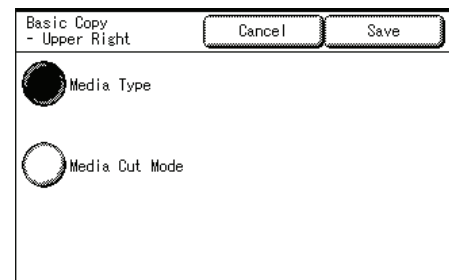 Basic Copy
- Upper Right
Cancel
Save
Media Type
Media Cut Mode